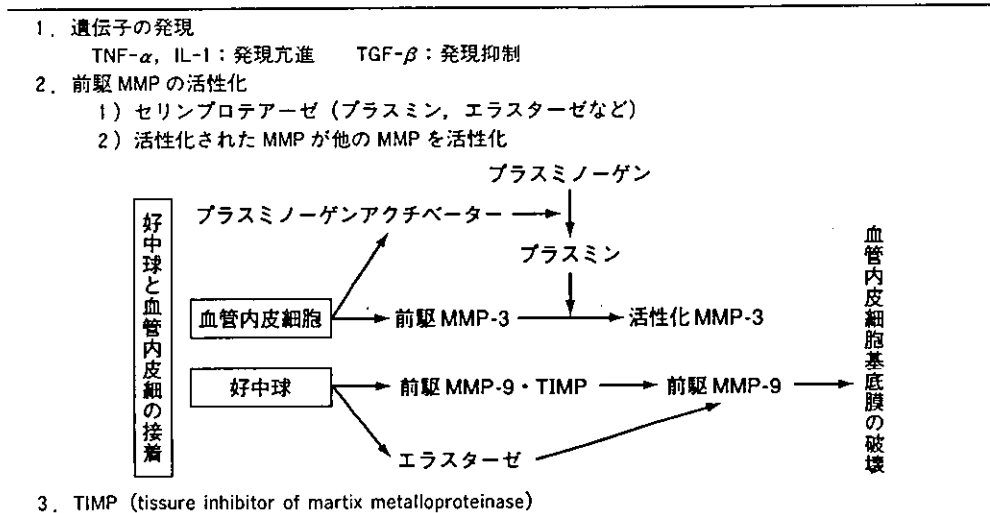 1．遺伝子の発現
TNF-α，IL-1：発現亢進　TGF-β：発現抑制
2．前駆 MMP の活性化
1）セリンプロテアーゼ（プラスミン，エラスターゼなど）
2）活性化された MMP が他の MMP を活性化
プラスミノーゲン
プラスミノーゲンアクチベーター
プラスミン
好中球と血管内皮細の接着
血管内皮細胞
前駆 MMP-3
活性化 MMP-3
好中球
前駆 MMP-9・TIMP
前駆 MMP-9
エラスターゼ
血管内皮細胞基底膜の破壊
3．TIMP（tissue inhibitor of martix metalloproteinase）